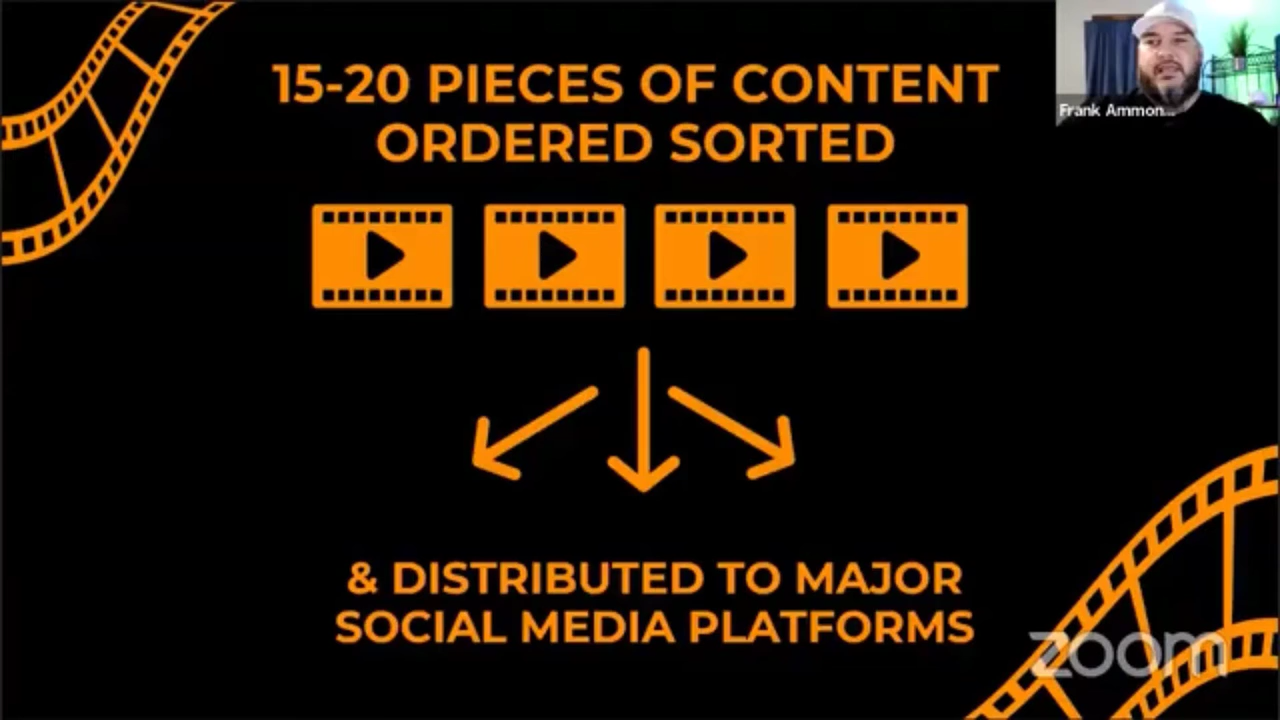 15-20 PIECES OF CONTENT
ORDERED SORTED
Frank Ammon...
& DISTRIBUTED TO MAJOR
SOCIAL MEDIA PLATFORMS
zoom